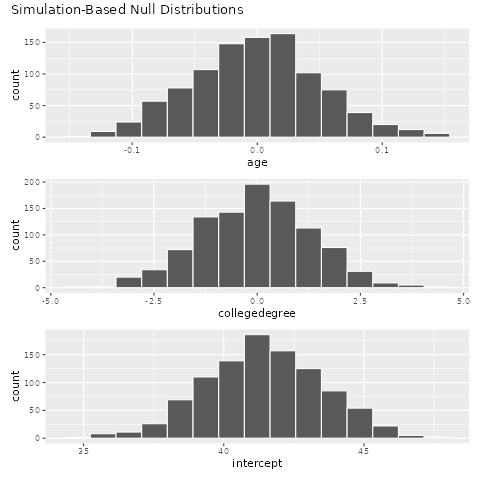 Simulation-Based Null Distributions
150
100
50
0
count
-0.1 0.0 0.1
age
200
150
100
50
0
count
-5.0 -2.5 0.0 2.5 5.0
collegedegree
150
100
50
0
count
35 40 45
intercept